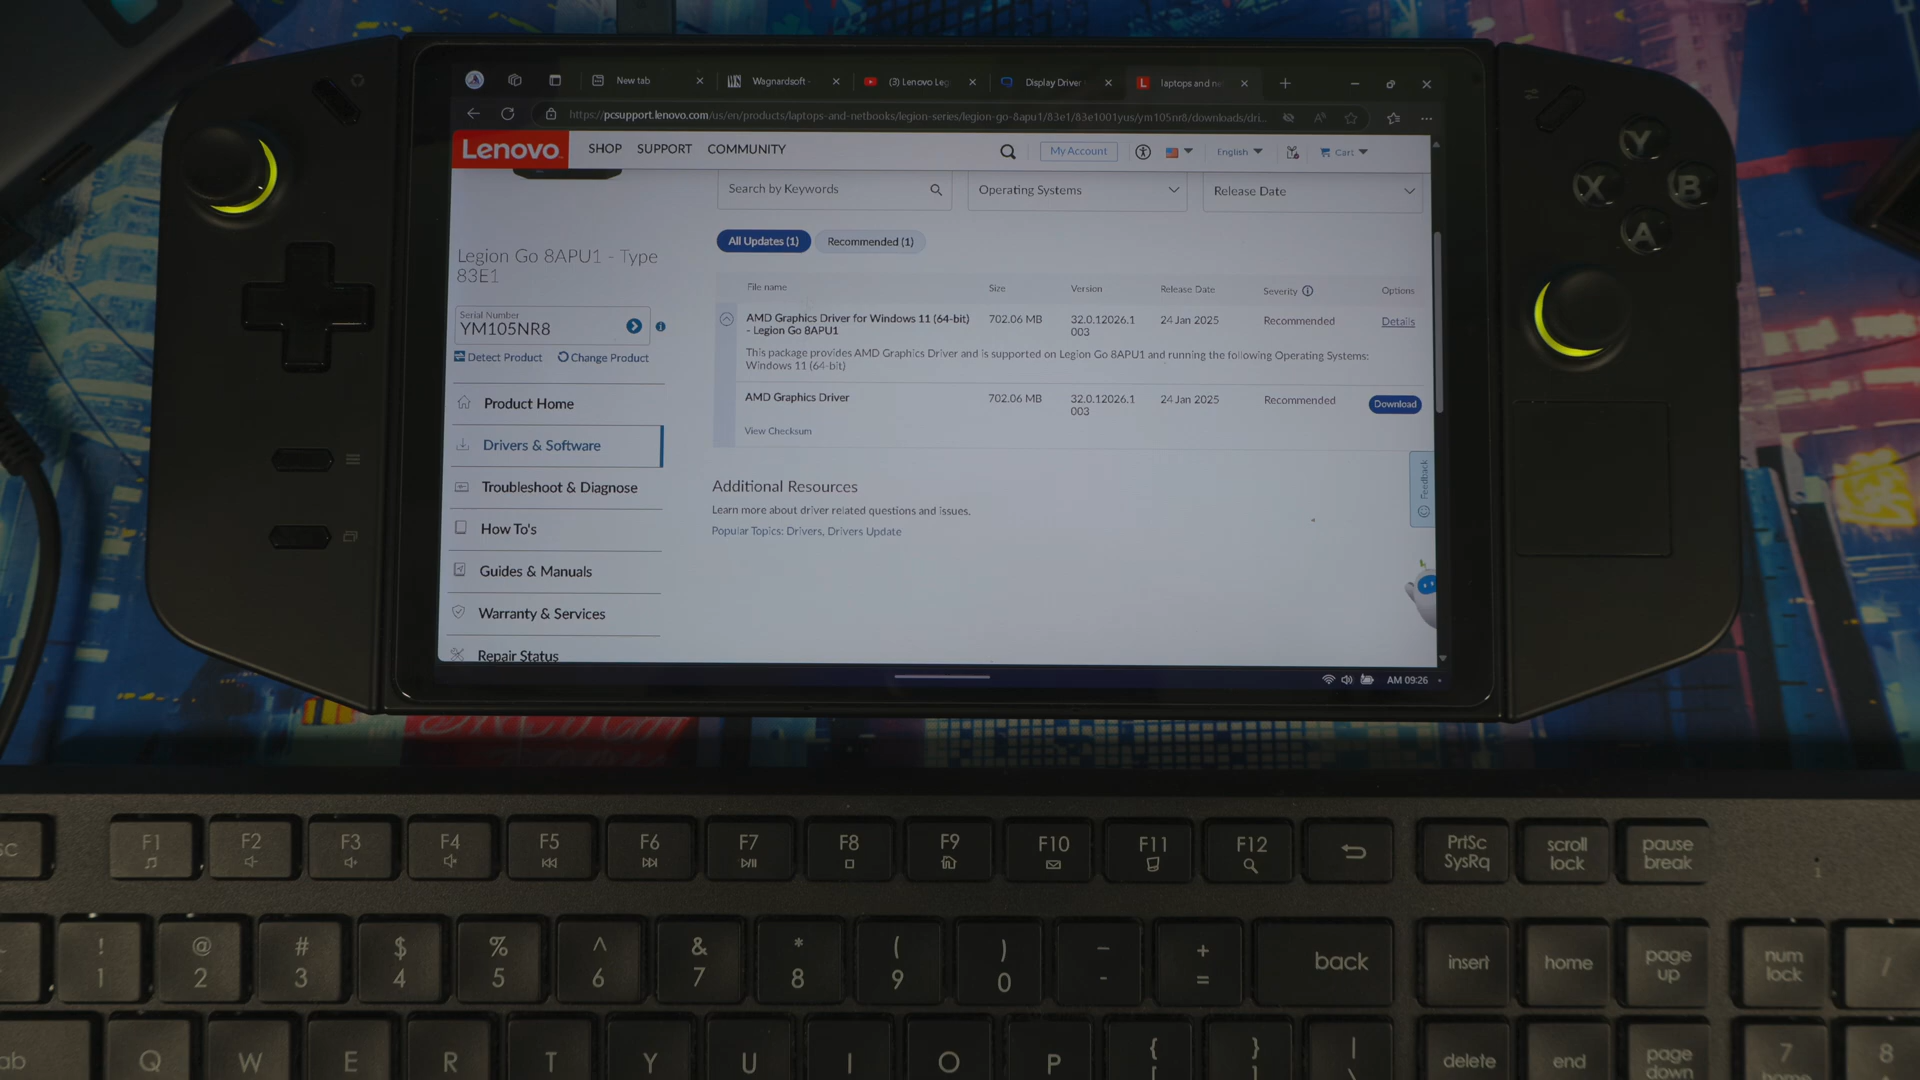 New tab
Wagnardsoft
(3) Lenovo Leg
Display Driver
laptops and ne
https://pcsupport.lenovo.com/us/en/products/laptops-and-netbooks/legion-series/legion-go-8apu1/83e1/83e1001yus/ym105nr8/downloads/dri...
Lenovo
SHOP SUPPORT COMMUNITY
My Account
English
Cart
Search by Keywords
Operating Systems
Release Date
All Updates (1)
Recommended (1)
Legion Go 8APU1 - Type
83E1
Serial Number
YM105NR8
Detect Product
Change Product
Product Home
Drivers & Software
Troubleshoot & Diagnose
How To's
Guides & Manuals
Warranty & Services
Repair Status
File name Size Version Release Date Severity Options
AMD Graphics Driver for Windows 11 (64-bit) 702.06 MB 32.0.12026.1 24 Jan 2025 Recommended Details
- Legion Go 8APU1 003
This package provides AMD Graphics Driver and is supported on Legion Go 8APU1 and running the following Operating Systems:
Windows 11 (64-bit)
AMD Graphics Driver 702.06 MB 32.0.12026.1 24 Jan 2025 Recommended Download
003
View Checksum
Additional Resources
Learn more about driver related questions and issues.
Popular Topics: Drivers, Drivers Update
Feedback
AM 09:26
Y
X B
A
F1 F2 F3 F4 F5 F6 F7 F8 F9 F10 F11 F12 PrtSc scroll pause
SysRq lock break
! @ # $ % ^ & * ( ) _ +
1 2 3 4 5 6 7 8 9 0 - = back insert home page up num lock /
Q W E R T Y U I O P { } | delete end page down 7 8
[ ] \ home